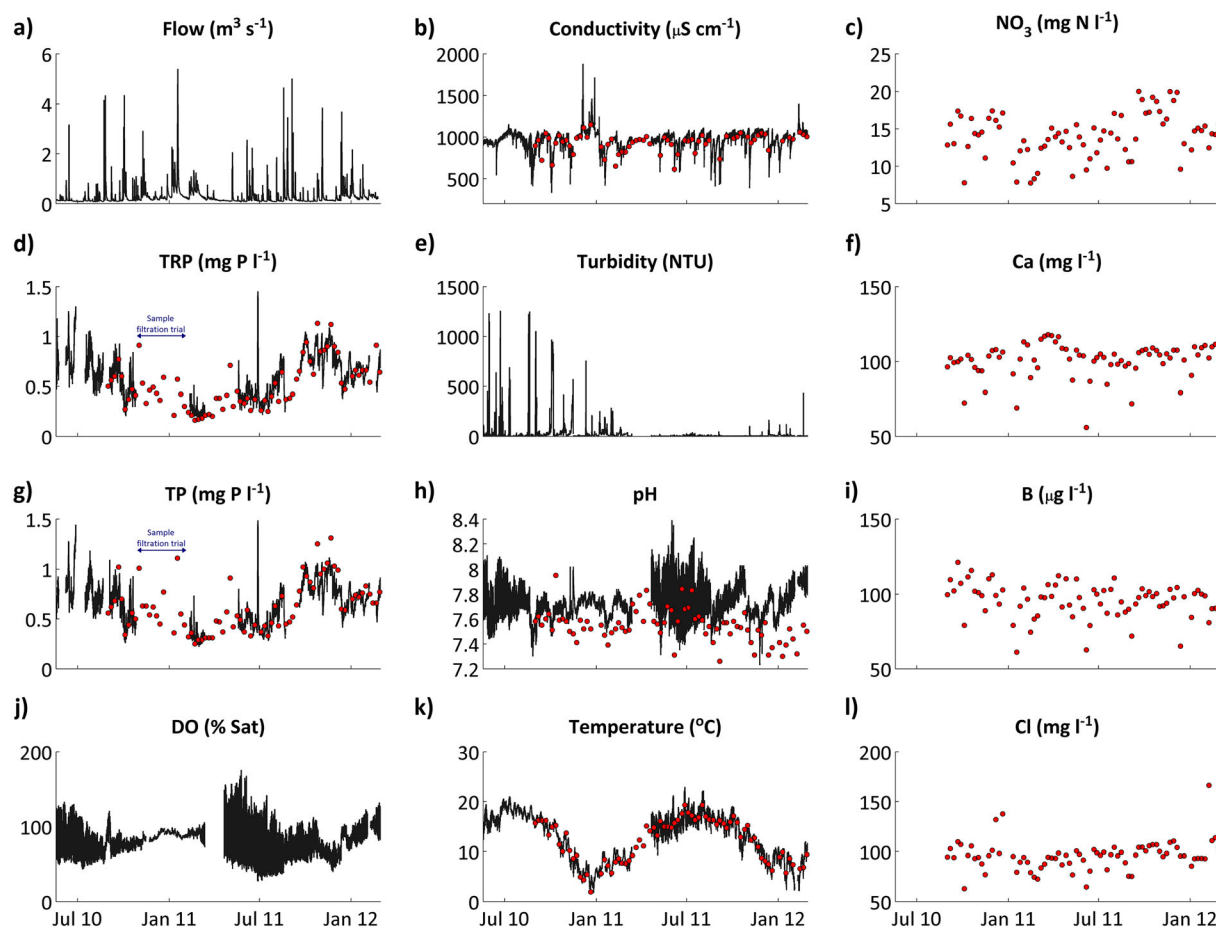 a) Flow (m³ s⁻¹)
6
4
2
0
b) Conductivity (µS cm⁻¹)
2000
1500
1000
500
c) NO₃ (mg N l⁻¹)
25
20
15
10
5
d) TRP (mg P l⁻¹)
1.5
1
0.5
0
Sample
filtration trial
e) Turbidity (NTU)
1500
1000
500
0
f) Ca (mg l⁻¹)
150
100
50
g) TP (mg P l⁻¹)
1.5
1
0.5
0
Sample
filtration trial
h) pH
8.4
8.2
8
7.8
7.6
7.4
7.2
i) B (µg l⁻¹)
150
100
50
j) DO (% Sat)
200
100
0
Jul 10 Jan 11 Jul 11 Jan 12
k) Temperature (°C)
30
20
10
0
Jul 10 Jan 11 Jul 11 Jan 12
l) Cl (mg l⁻¹)
200
150
100
50
Jul 10 Jan 11 Jul 11 Jan 12